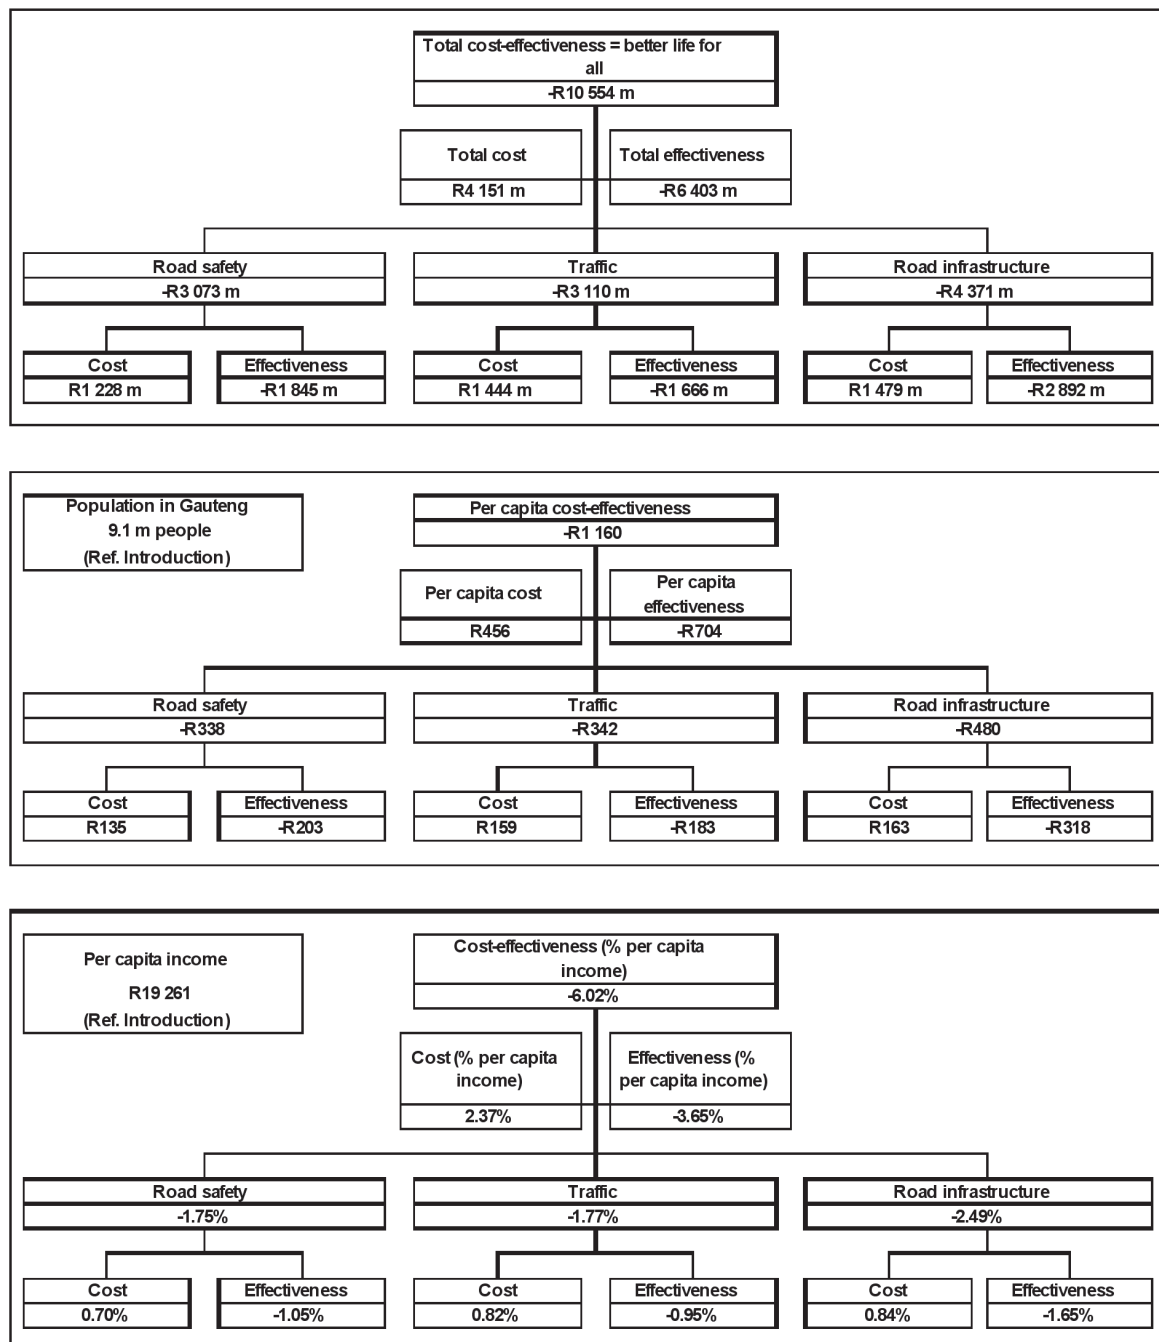 Total cost-effectiveness = better life for
all
-R10 554 m
Total cost
R4 151 m
Total effectiveness
-R6 403 m
Road safety
-R3 073 m
Traffic
-R3 110 m
Road infrastructure
-R4 371 m
Cost
R1 228 m
Effectiveness
-R1 845 m
Cost
R1 444 m
Effectiveness
-R1 666 m
Cost
R1 479 m
Effectiveness
-R2 892 m
Population in Gauteng
9.1 m people
(Ref. Introduction)
Per capita cost-effectiveness
-R1 160
Per capita cost
R456
Per capita
effectiveness
-R704
Road safety
-R338
Traffic
-R342
Road infrastructure
-R480
Cost
R135
Effectiveness
-R203
Cost
R159
Effectiveness
-R183
Cost
R163
Effectiveness
-R318
Per capita income
R19 261
(Ref. Introduction)
Cost-effectiveness (% per capita
income)
-6.02%
Cost (% per capita
income)
2.37%
Effectiveness (%
per capita income)
-3.65%
Road safety
-1.75%
Traffic
-1.77%
Road infrastructure
-2.49%
Cost
0.70%
Effectiveness
-1.05%
Cost
0.82%
Effectiveness
-0.95%
Cost
0.84%
Effectiveness
-1.65%